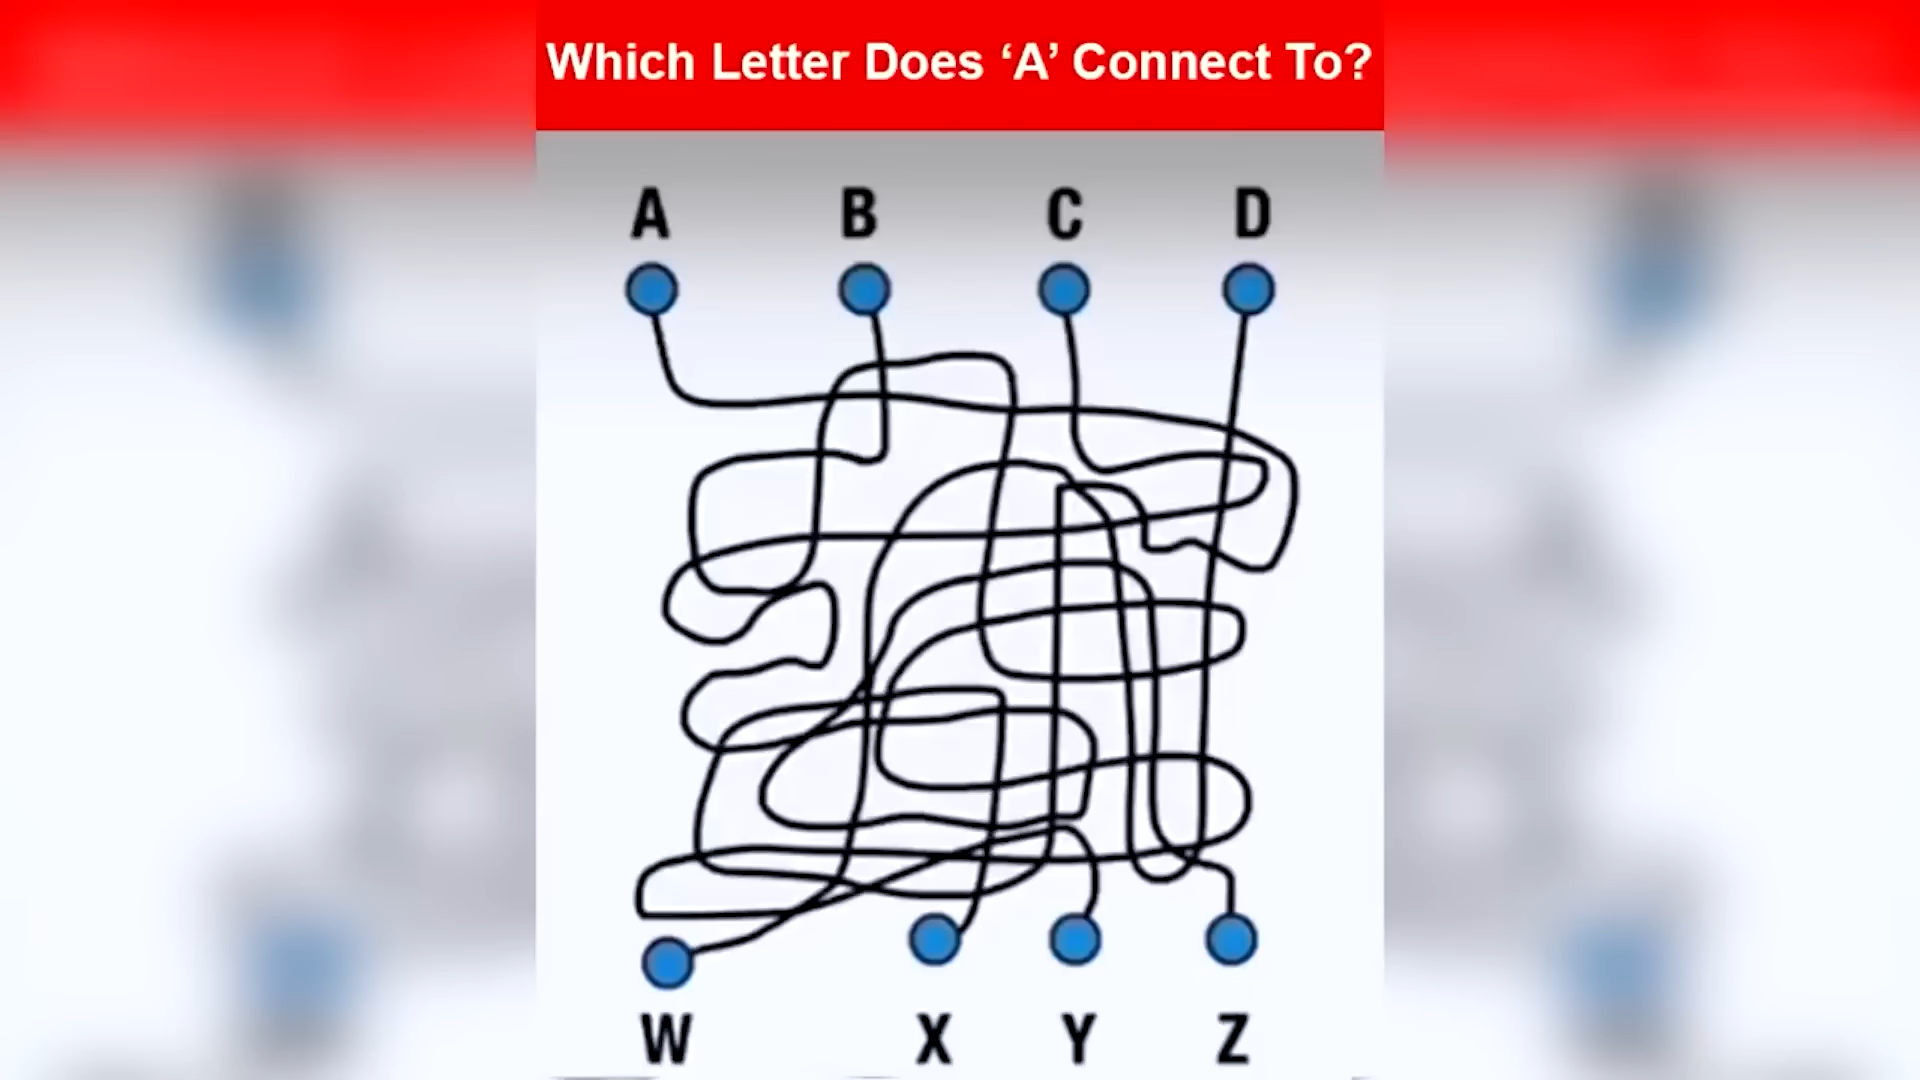 Which Letter Does ‘A’ Connect To?
A B C D
W X Y Z